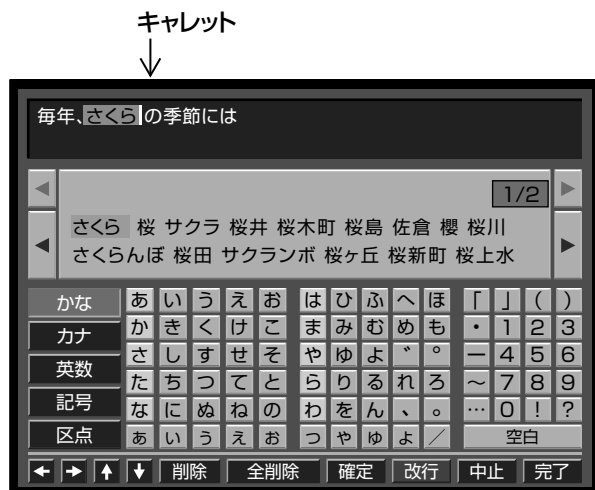 キャレット
毎年、さくらの季節には
1/2
さくら 桜 サクラ 桜井 桜木町 桜島 佐倉 櫻 桜川
さくらんぼ 桜田 サクランボ 桜ヶ丘 桜新町 桜上水
かな あ い う え お は ひ ふ へ ほ 「 」 ( )
カナ か き く け こ ま み む め も ・ 1 2 3
英数 さ し す せ そ や ゆ よ ゛ ゜ ー 4 5 6
記号 た ち つ て と ら り る れ ろ ~ 7 8 9
区点 な に ぬ ね の わ を ん 、 。 … 0 ! ?
ぁ ぃ ぅ ぇ ぉ っ ゃ ゅ ょ / 空白
← → ↑ ↓ 削除 全削除 確定 改行 中止 完了